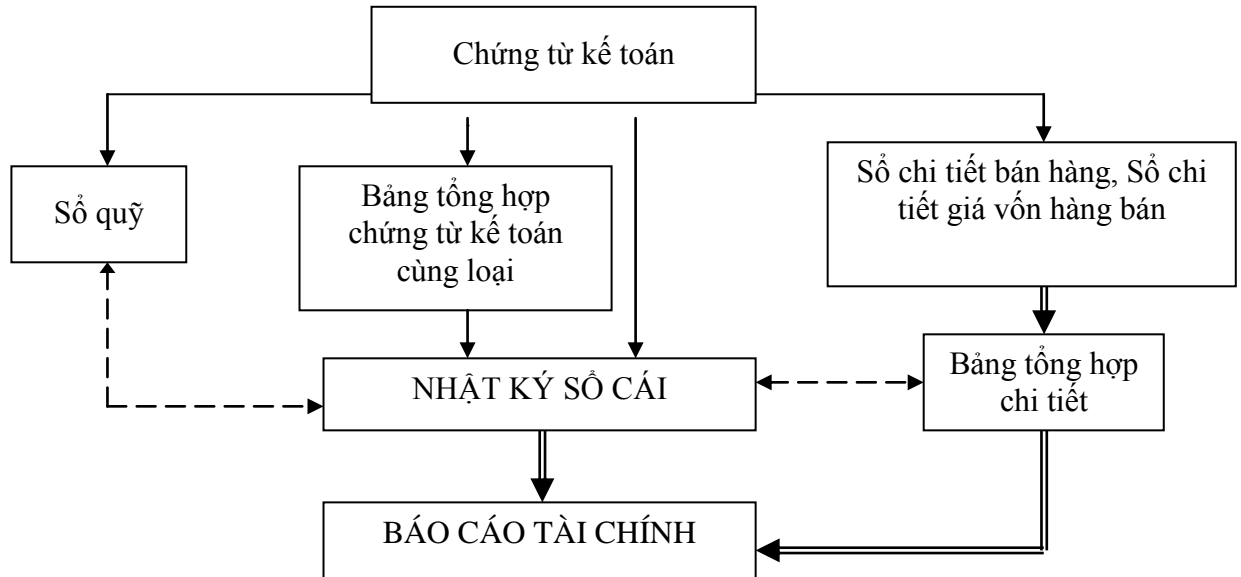 Chứng từ kế toán
Sổ quỹ
Bảng tổng hợp
chứng từ kế toán
cùng loại
Sổ chi tiết bán hàng, Sổ chi
tiết giá vốn hàng bán
NHẬT KÝ SỔ CÁI
Bảng tổng hợp
chi tiết
BÁO CÁO TÀI CHÍNH